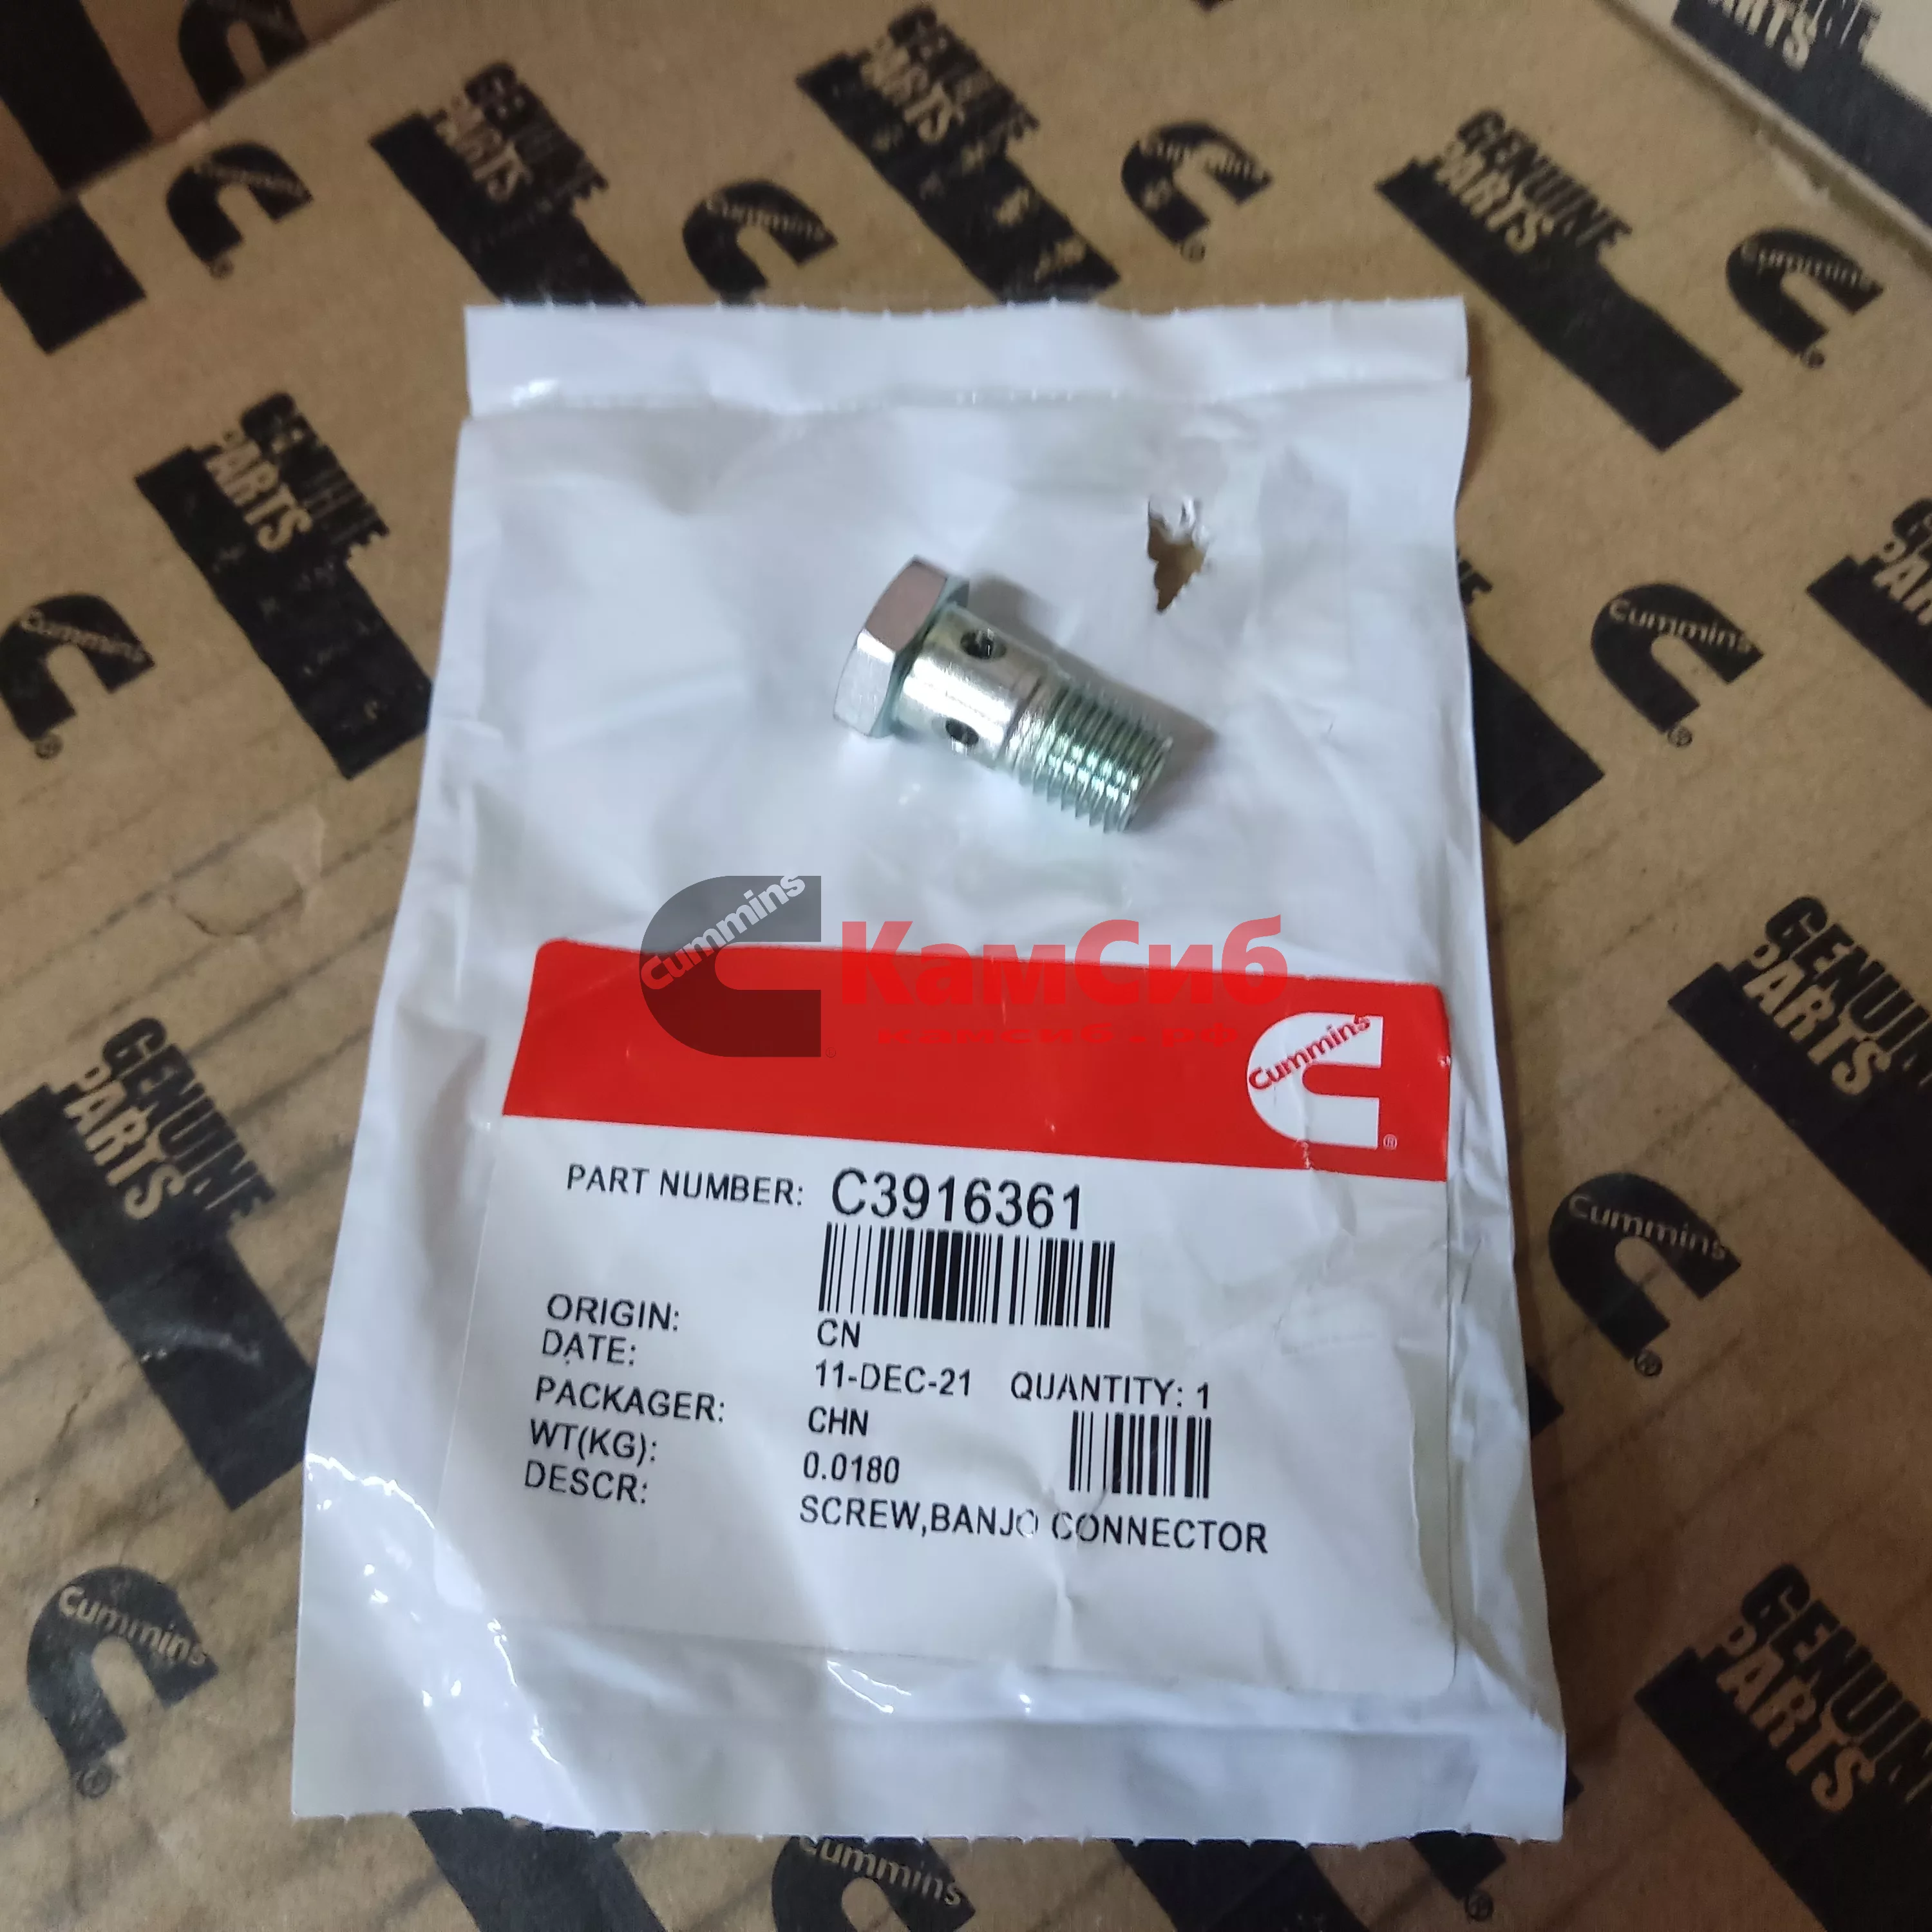 GENUINE
PARTS
Cummins
КамСиб
камсиб.рф
Cummins
PART NUMBER: C3916361
ORIGIN: CN
DATE: 11-DEC-21 QUANTITY: 1
PACKAGER: CHN
WT(KG): 0.0180
DESCR: SCREW,BANJO CONNECTOR